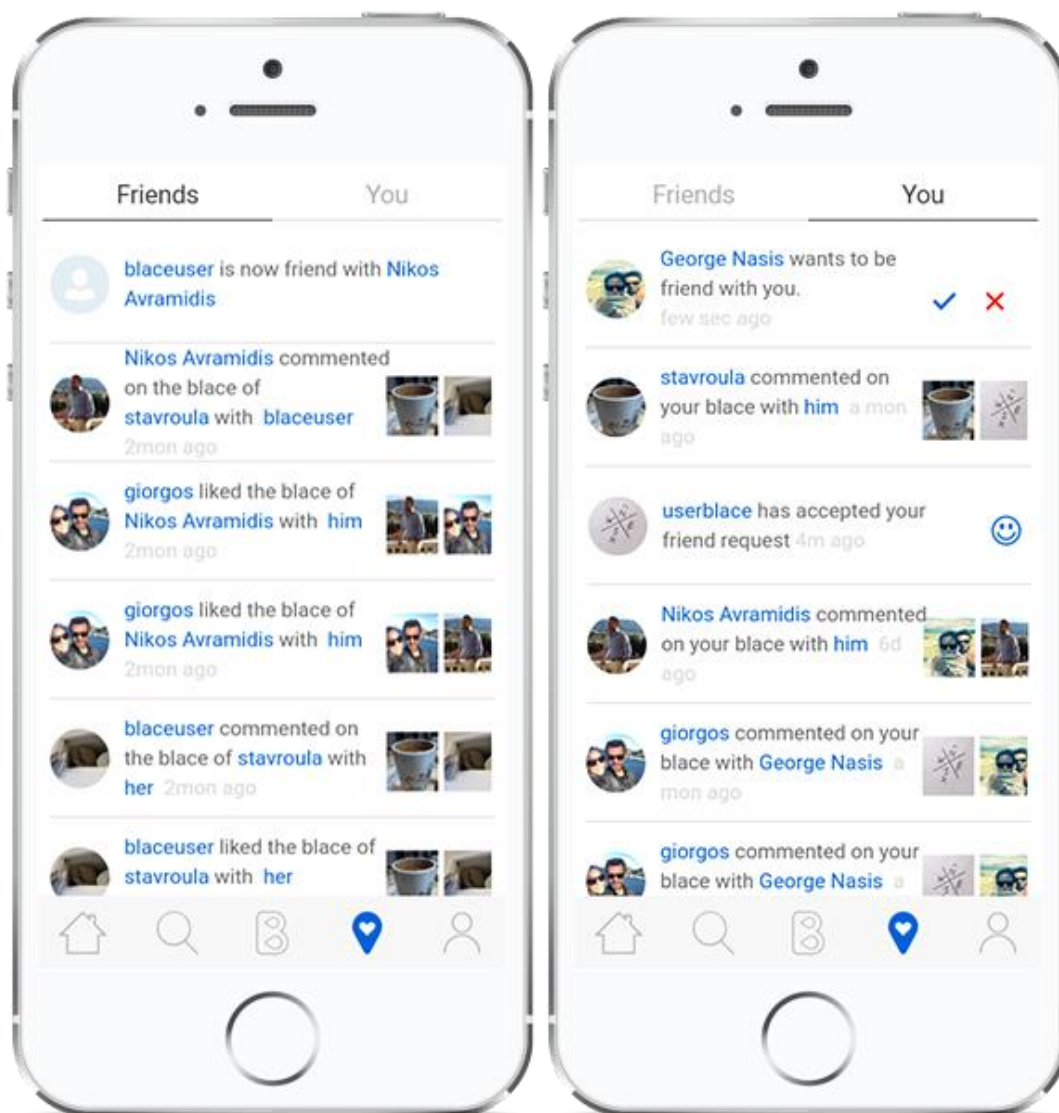 Friends You
blaceuser is now friend with Nikos
Avramidis
Nikos Avramidis commented
on the blace of
stavroula with blaceuser
2mon ago
giorgos liked the blace of
Nikos Avramidis with him
2mon ago
giorgos liked the blace of
Nikos Avramidis with him
2mon ago
blaceuser commented on
the blace of stavroula with
her 2mon ago
blaceuser liked the blace of
stavroula with her
Friends You
George Nasis wants to be
friend with you.
few sec ago
stavroula commented on
your blace with him a mon
ago
userblace has accepted your
friend request 4m ago
Nikos Avramidis commented
on your blace with him 6d
ago
giorgos commented on your
blace with George Nasis a
mon ago
giorgos commented on your
blace with George Nasis a